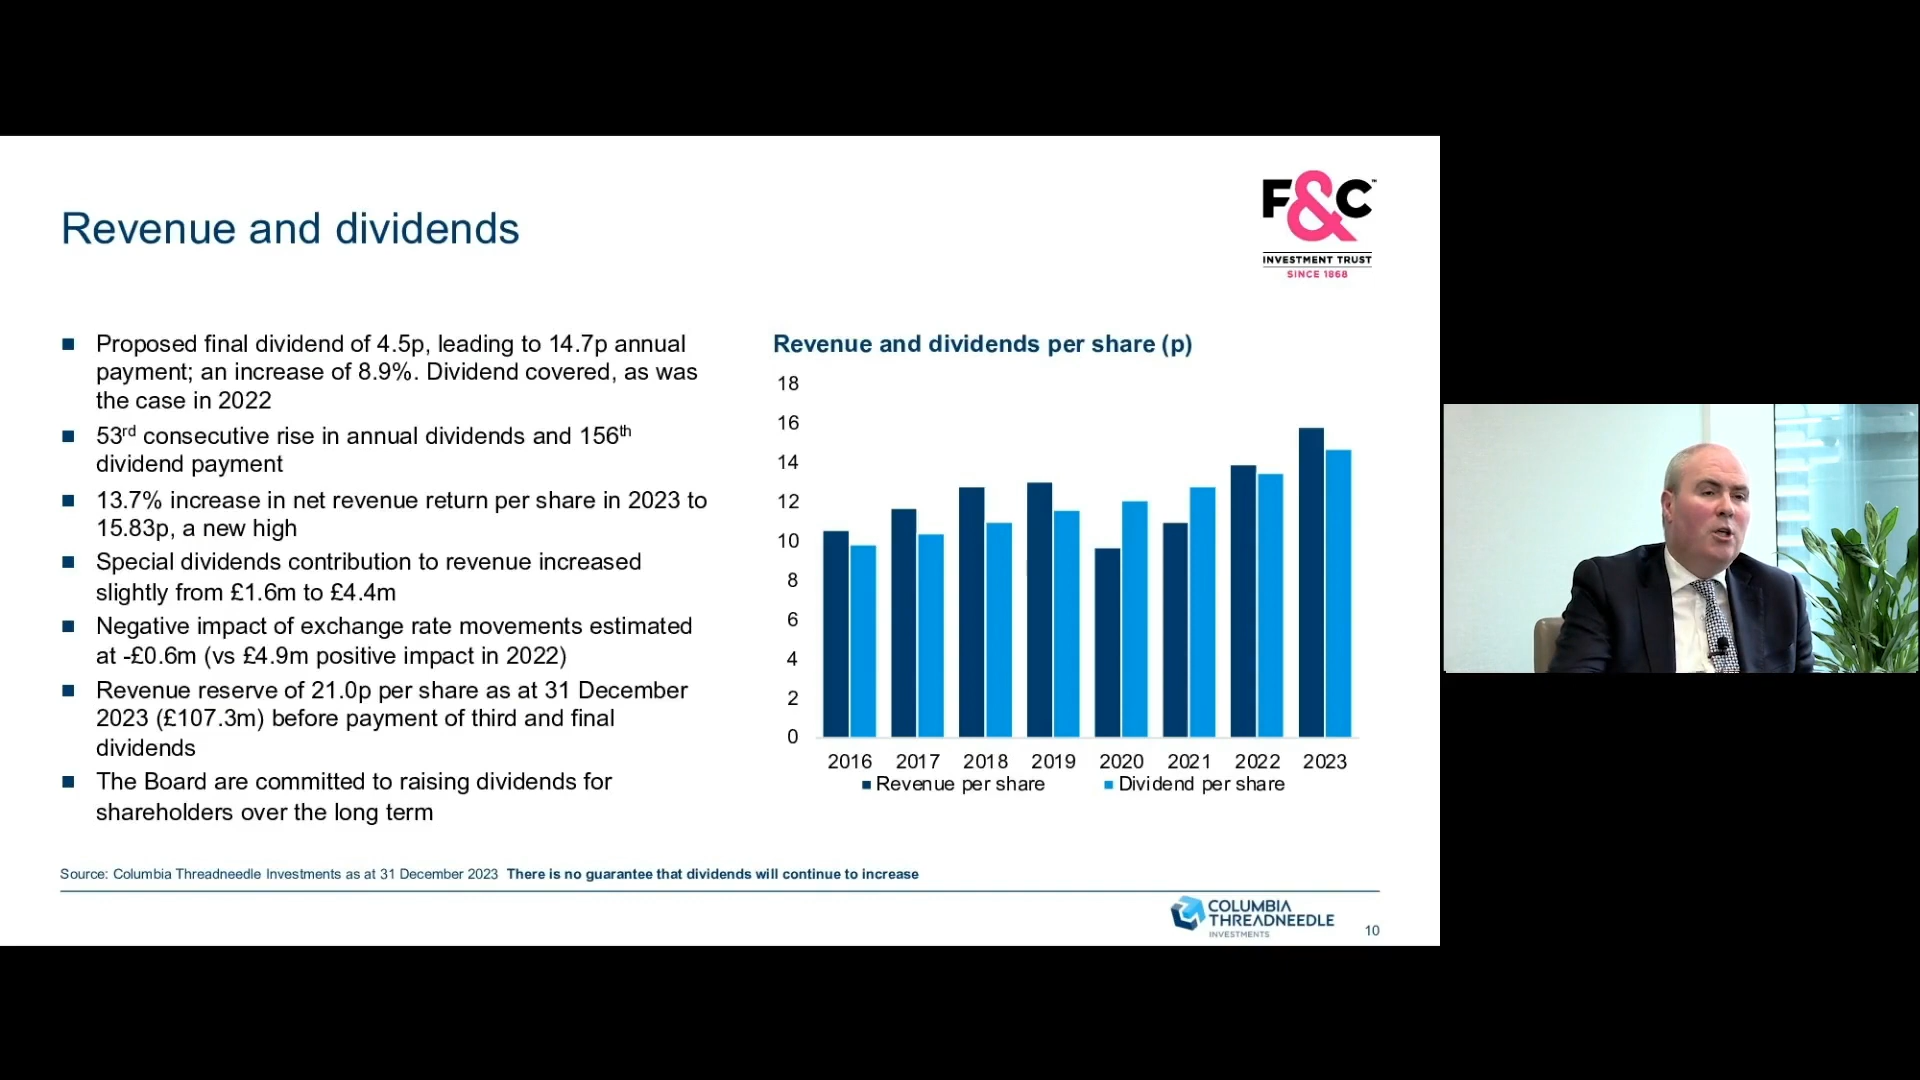 F&C™
INVESTMENT TRUST
SINCE 1868
Revenue and dividends
■ Proposed final dividend of 4.5p, leading to 14.7p annual
payment; an increase of 8.9%. Dividend covered, as was
the case in 2022
■ 53rd consecutive rise in annual dividends and 156th
dividend payment
■ 13.7% increase in net revenue return per share in 2023 to
15.83p, a new high
■ Special dividends contribution to revenue increased
slightly from £1.6m to £4.4m
■ Negative impact of exchange rate movements estimated
at -£0.6m (vs £4.9m positive impact in 2022)
■ Revenue reserve of 21.0p per share as at 31 December
2023 (£107.3m) before payment of third and final
dividends
■ The Board are committed to raising dividends for
shareholders over the long term
Revenue and dividends per share (p)
18
16
14
12
10
8
6
4
2
0
2016 2017 2018 2019 2020 2021 2022 2023
Revenue per share Dividend per share
Source: Columbia Threadneedle Investments as at 31 December 2023 There is no guarantee that dividends will continue to increase
COLUMBIA
THREADNEEDLE
INVESTMENTS
10